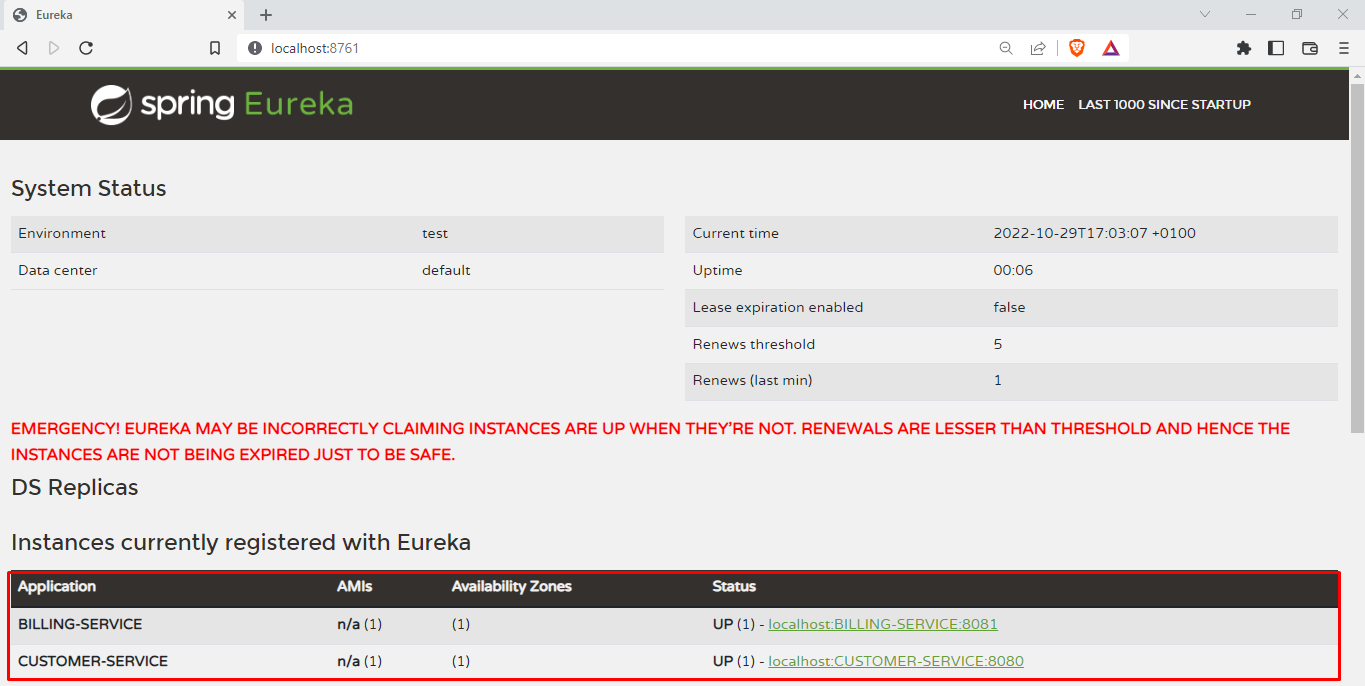 Eureka
localhost:8761
spring Eureka
HOME LAST 1000 SINCE STARTUP
System Status
Environment test
Data center default
Current time 2022-10-29T17:03:07 +0100
Uptime 00:06
Lease expiration enabled false
Renews threshold 5
Renews (last min) 1
EMERGENCY! EUREKA MAY BE INCORRECTLY CLAIMING INSTANCES ARE UP WHEN THEY'RE NOT. RENEWALS ARE LESSER THAN THRESHOLD AND HENCE THE
INSTANCES ARE NOT BEING EXPIRED JUST TO BE SAFE.
DS Replicas
Instances currently registered with Eureka
Application AMIs Availability Zones Status
BILLING-SERVICE n/a (1) (1) UP (1) - localhost:BILLING-SERVICE:8081
CUSTOMER-SERVICE n/a (1) (1) UP (1) - localhost:CUSTOMER-SERVICE:8080